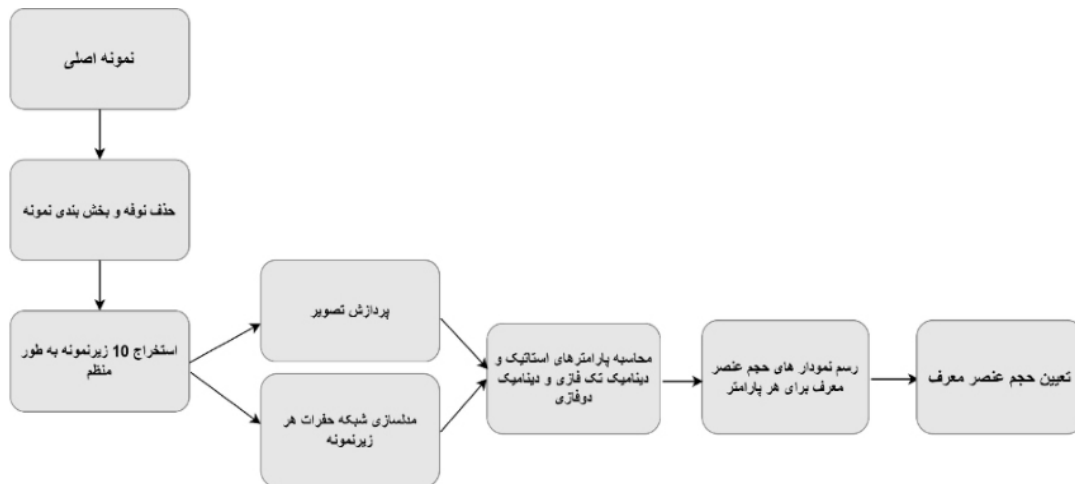 نمونه اصلی
حذف نوفه و بخش بندی نمونه
استخراج 10 زیرنمونه به طور
منظم
پردازش تصویر
مدلسازی شبکه حفرات هر
زیرنمونه
محاسبه پارامترهای استاتیک و
دینامیک تک فازی و دینامیک
دوفازی
رسم نمودار های حجم عنصر
معرف برای هر پارامتر
تعیین حجم عنصر معرف